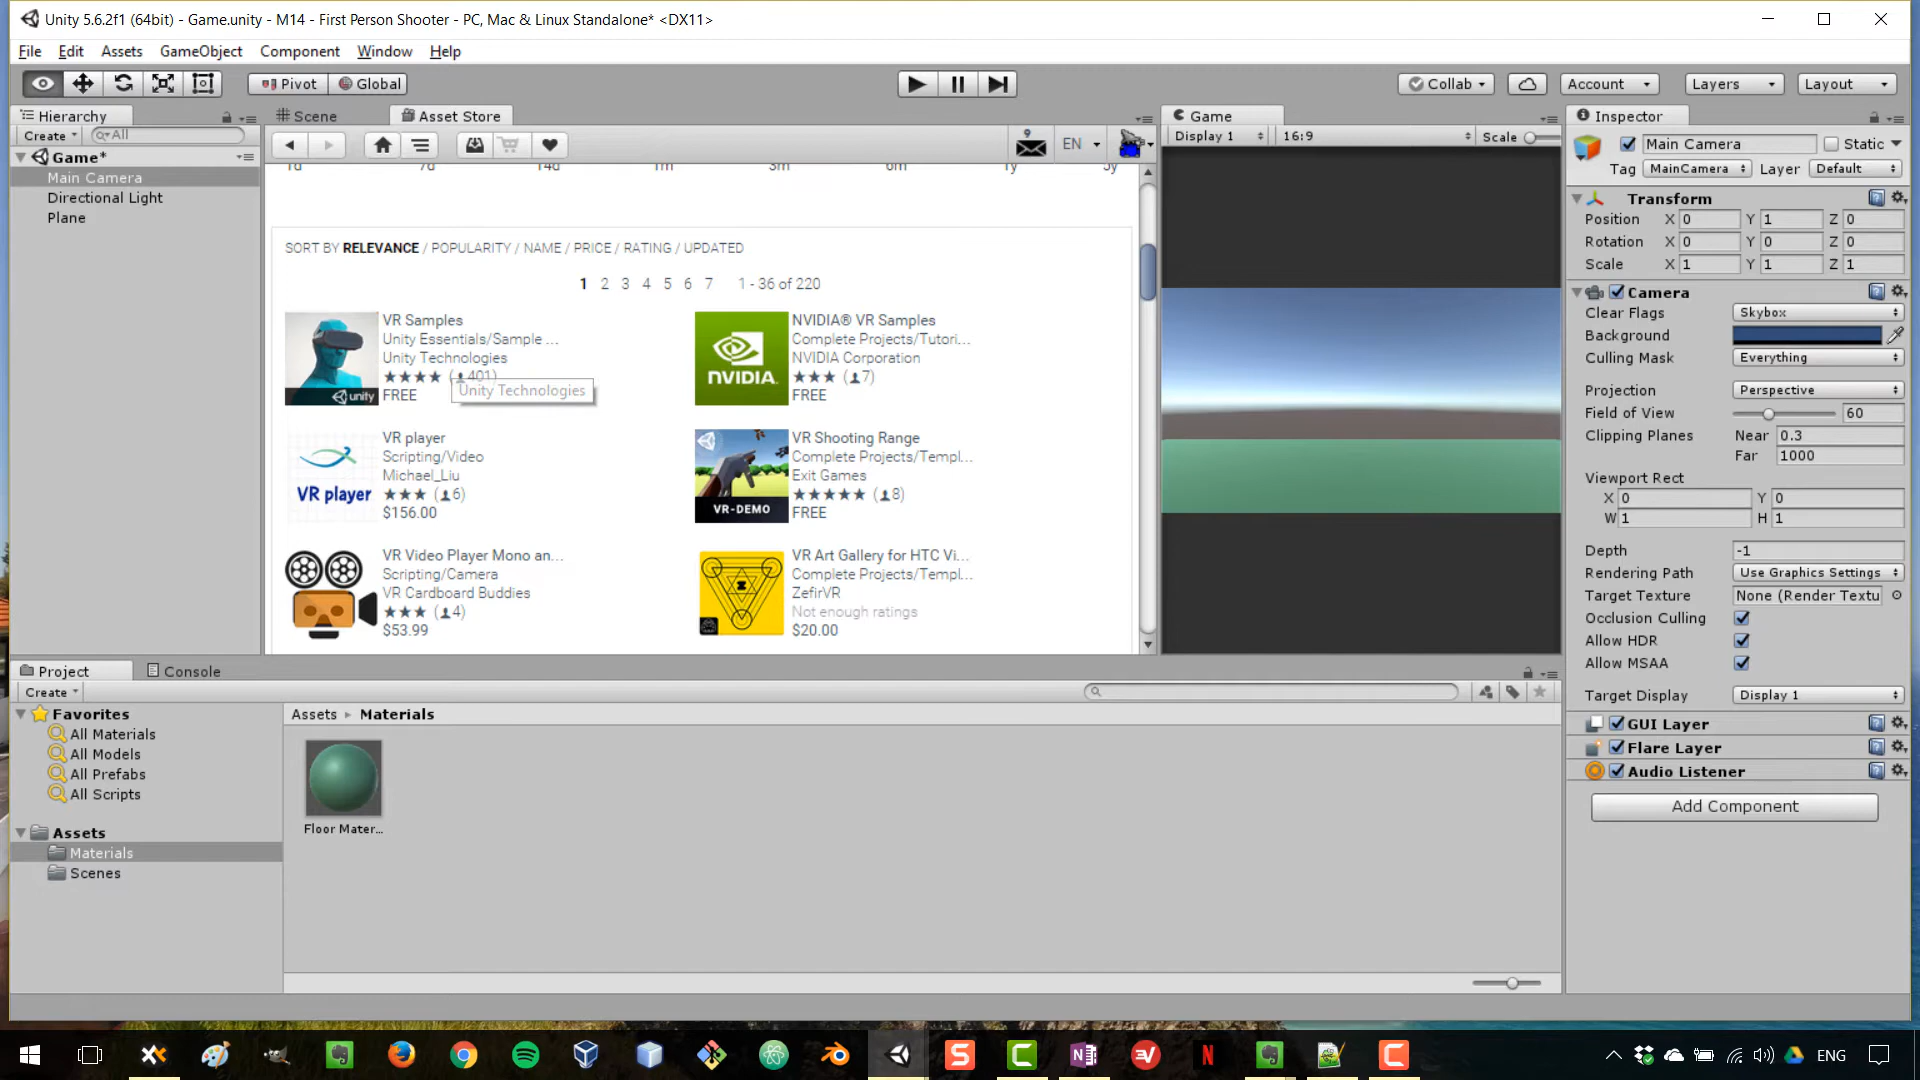 Unity 5.6.2f1 (64bit) - Game.unity - M14 - First Person Shooter - PC, Mac & Linux Standalone* <DX11>
File Edit Assets GameObject Component Window Help
Pivot Global Collab Account Layers Layout
Hierarchy
Create All
Game*
Main Camera
Directional Light
Plane
Scene Asset Store
9
EN
1d 7d 14d 1m 3m 6m 1y 5y
SORT BY RELEVANCE / POPULARITY / NAME / PRICE / RATING / UPDATED
1 2 3 4 5 6 7 1 - 36 of 220
unity
VR Samples
Unity Essentials/Sample ...
Unity Technologies
★★★★ (401)
FREE
Unity Technologies
NVIDIA.
NVIDIA® VR Samples
Complete Projects/Tutori...
NVIDIA Corporation
★★★ (7)
FREE
VR player
VR player
Scripting/Video
Michael_Liu
★★★ (6)
$156.00
VR-DEMO
VR Shooting Range
Complete Projects/Templ...
Exit Games
★★★★★ (8)
FREE
VR Video Player Mono an...
Scripting/Camera
VR Cardboard Buddies
★★★ (4)
$53.99
VR Art Gallery for HTC Vi...
Complete Projects/Templ...
ZefirVR
Not enough ratings
$20.00
Game
Display 1 16:9 Scale
Inspector
Main Camera Static
Tag MainCamera Layer Default
Transform
Position X 0 Y 1 Z 0
Rotation X 0 Y 0 Z 0
Scale X 1 Y 1 Z 1
Camera
Clear Flags Skybox
Background
Culling Mask Everything
Projection Perspective
Field of View 60
Clipping Planes Near 0.3
Far 1000
Viewport Rect
X 0 Y 0
W 1 H 1
Depth -1
Rendering Path Use Graphics Settings
Target Texture None (Render Textu
Occlusion Culling
Allow HDR
Allow MSAA
Target Display Display 1
GUI Layer
Flare Layer
Audio Listener
Add Component
Project Console
Create
Favorites
All Materials
All Models
All Prefabs
All Scripts
Assets
Materials
Scenes
Assets Materials
Floor Mater...
ENG